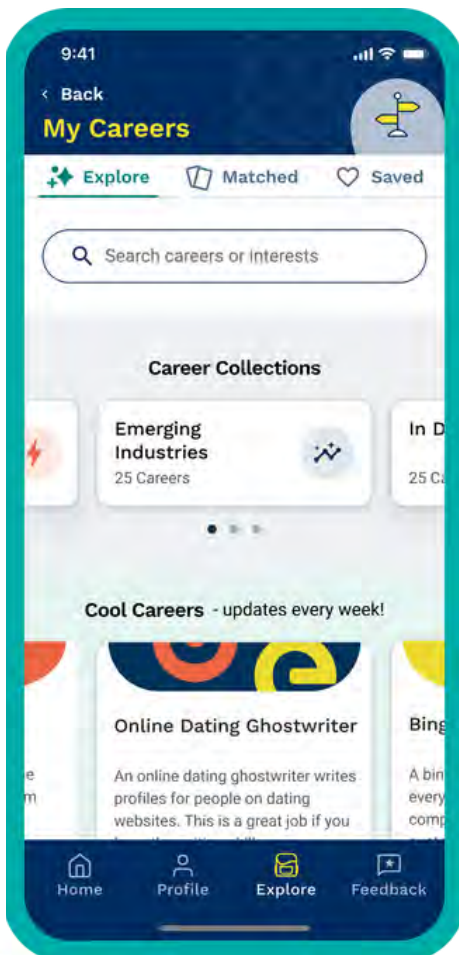 9:41
Back
My Careers
Explore
Matched
Saved
Search careers or interests
Career Collections
Emerging
Industries
25 Careers
In D
25 Ca
Cool Careers - updates every week!
Online Dating Ghostwriter
An online dating ghostwriter writes
profiles for people on dating
websites. This is a great job if you
Bing
A bin
every
comp
e
m
Home
Profile
Explore
Feedback